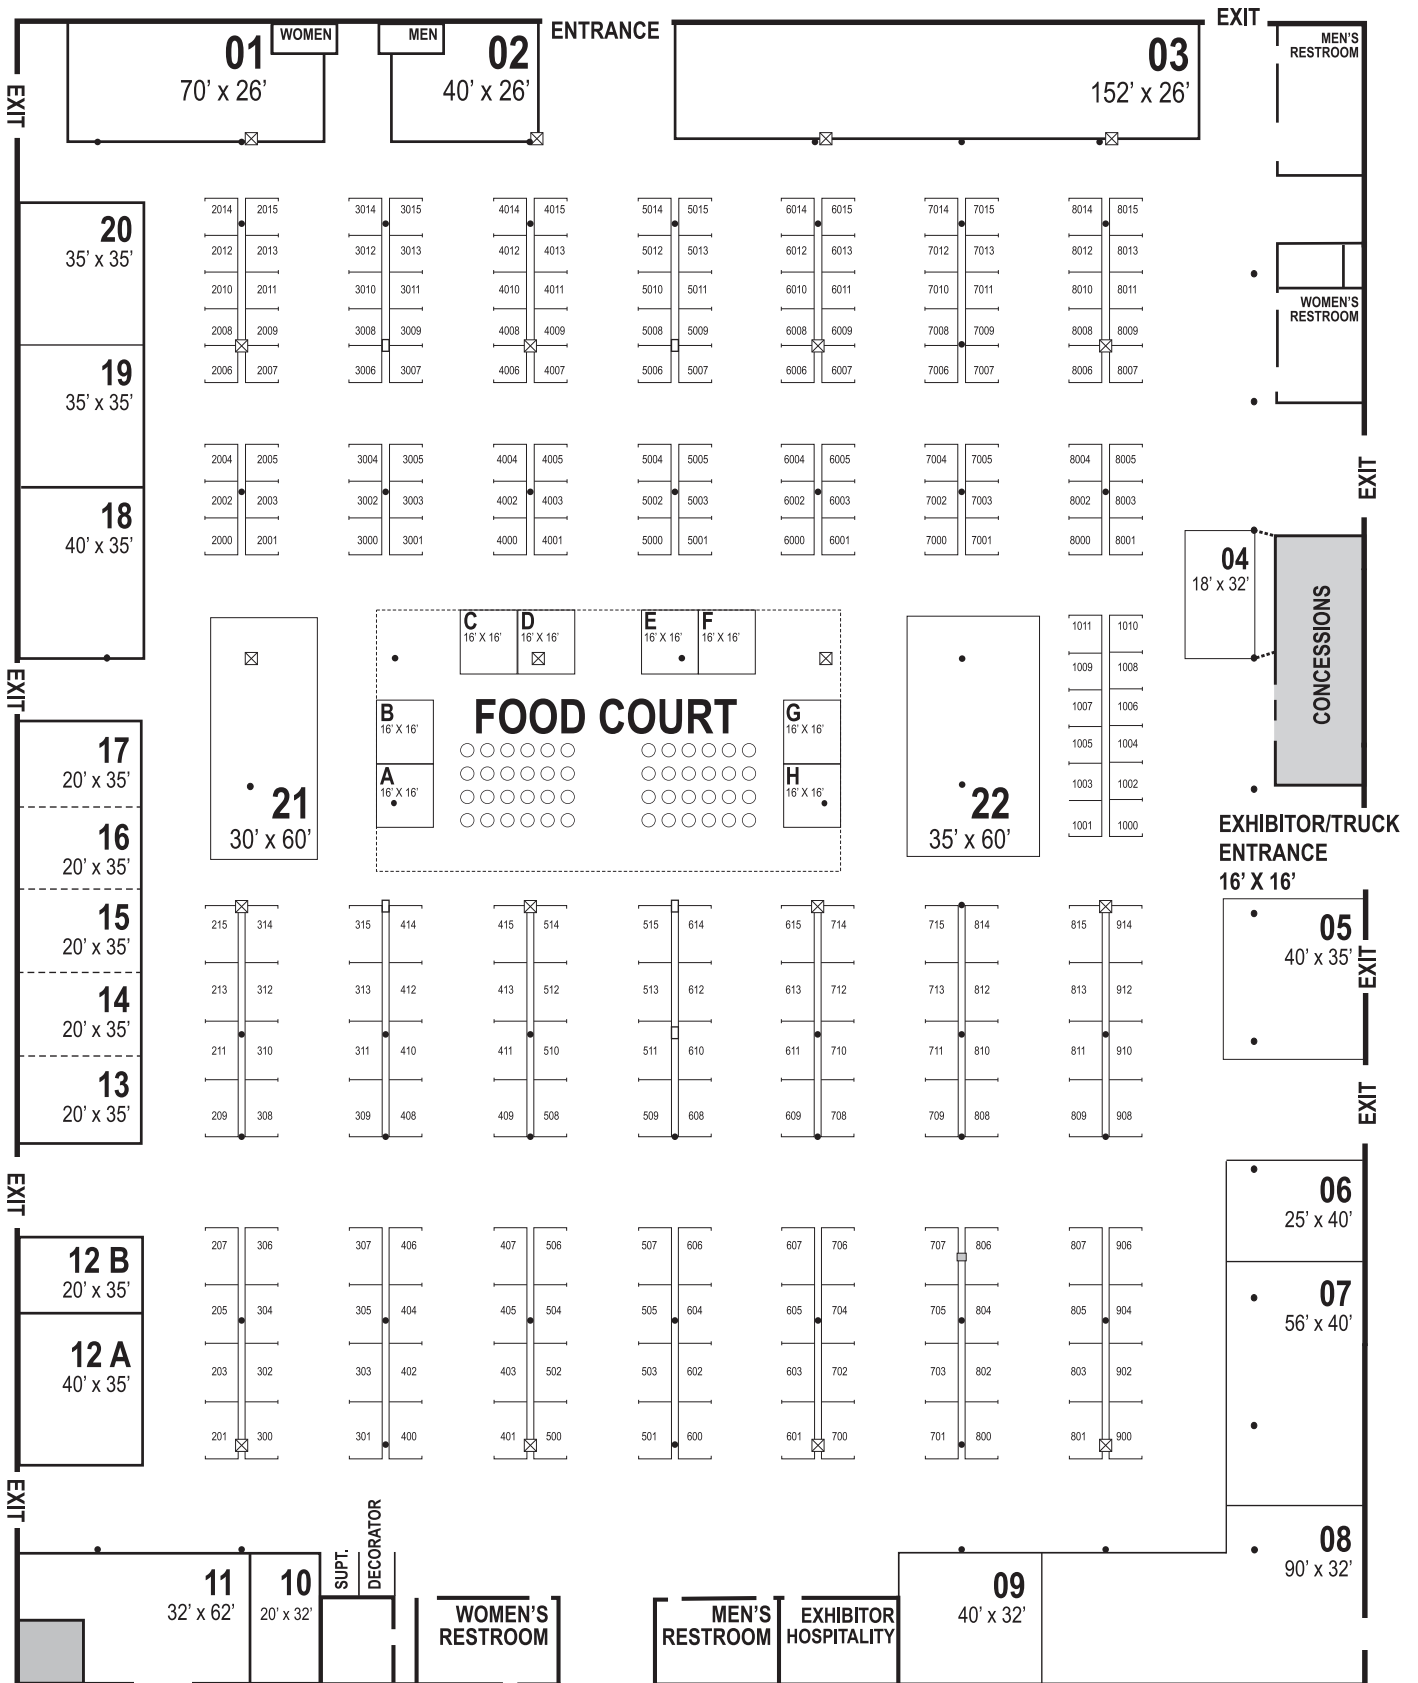 ENTRANCE
EXIT
01
70’ x 26’
WOMEN
MEN
02
40’ x 26’
03
152’ x 26’
MEN’S
RESTROOM
EXIT
20
35’ x 35’
2014 2015 3014 3015 4014 4015 5014 5015 6014 6015 7014 7015 8014 8015
2012 2013 3012 3013 4012 4013 5012 5013 6012 6013 7012 7013 8012 8013
2010 2011 3010 3011 4010 4011 5010 5011 6010 6011 7010 7011 8010 8011
2008 2009 3008 3009 4008 4009 5008 5009 6008 6009 7008 7009 8008 8009
2006 2007 3006 3007 4006 4007 5006 5007 6006 6007 7006 7007 8006 8007
WOMEN’S
RESTROOM
19
35’ x 35’
2004 2005 3004 3005 4004 4005 5004 5005 6004 6005 7004 7005 8004 8005
2002 2003 3002 3003 4002 4003 5002 5003 6002 6003 7002 7003 8002 8003
2000 2001 3000 3001 4000 4001 5000 5001 6000 6001 7000 7001 8000 8001
EXIT
18
40’ x 35’
04
18’ x 32’
CONCESSIONS
EXIT
C
16’ X 16’
D
16’ X 16’
E
16’ X 16’
F
16’ X 16’
B
16’ X 16’
FOOD COURT
G
16’ X 16’
A
16’ X 16’
H
16’ X 16’
21
30’ x 60’
22
35’ x 60’
1011 1010
1009 1008
1007 1006
1005 1004
1003 1002
1001 1000
17
20’ x 35’
16
20’ x 35’
15
20’ x 35’
14
20’ x 35’
13
20’ x 35’
EXHIBITOR/TRUCK
ENTRANCE
16’ X 16’
05
40’ x 35’
EXIT
215 314 315 414 415 514 515 614 615 714 715 814 815 914
213 312 313 412 413 512 513 612 613 712 713 812 813 912
211 310 311 410 411 510 511 610 611 710 711 810 811 910
209 308 309 408 409 508 509 608 609 708 709 808 809 908
EXIT
EXIT
06
25’ x 40’
12 B
20’ x 35’
207 306 307 406 407 506 507 606 607 706 707 806 807 906
205 304 305 404 405 504 505 604 605 704 705 804 805 904
203 302 303 402 403 502 503 602 603 702 703 802 803 902
201 300 301 400 401 500 501 600 601 700 701 800 801 900
07
56’ x 40’
12 A
40’ x 35’
EXIT
11
32’ x 62’
10
20’ x 32’
SUPT.
DECORATOR
WOMEN’S
RESTROOM
MEN’S
RESTROOM
EXHIBITOR
HOSPITALITY
09
40’ x 32’
08
90’ x 32’